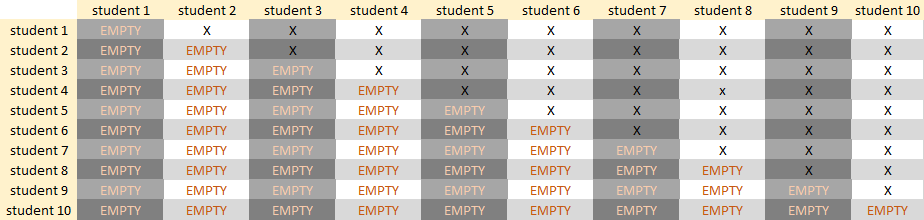 student 1 student 2 student 3 student 4 student 5 student 6 student 7 student 8 student 9 student 10
student 1 EMPTY X X X X X X X X X
student 2 EMPTY EMPTY X X X X X X X X
student 3 EMPTY EMPTY EMPTY X X X X X X X
student 4 EMPTY EMPTY EMPTY EMPTY X X X x X X
student 5 EMPTY EMPTY EMPTY EMPTY EMPTY X X X X X
student 6 EMPTY EMPTY EMPTY EMPTY EMPTY EMPTY X X X X
student 7 EMPTY EMPTY EMPTY EMPTY EMPTY EMPTY EMPTY X X X
student 8 EMPTY EMPTY EMPTY EMPTY EMPTY EMPTY EMPTY EMPTY X X
student 9 EMPTY EMPTY EMPTY EMPTY EMPTY EMPTY EMPTY EMPTY EMPTY X
student 10 EMPTY EMPTY EMPTY EMPTY EMPTY EMPTY EMPTY EMPTY EMPTY EMPTY